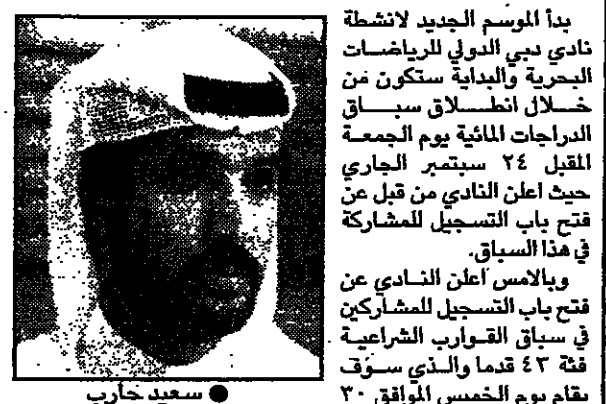 بدأ الموسم الجديد لانشطة
نادي دبي الدولي للرياضات
البحرية والبداية ستكون من
خلال انطلاق سباق
الدراجات المائية يوم الجمعة
المقبل ٢٤ سبتمبر الجاري
حيث اعلن النادي من قبل عن
فتح باب التسجيل للمشاركة
في هذا السباق.
وبالامس اعلن النادي عن
فتح باب التسجيل للمشاركين
في سباق القوارب الشراعية
فئة ٤٣ قدما والذي سوف
يقام يوم الخميس الموافق ٣٠
● سعيد حارب